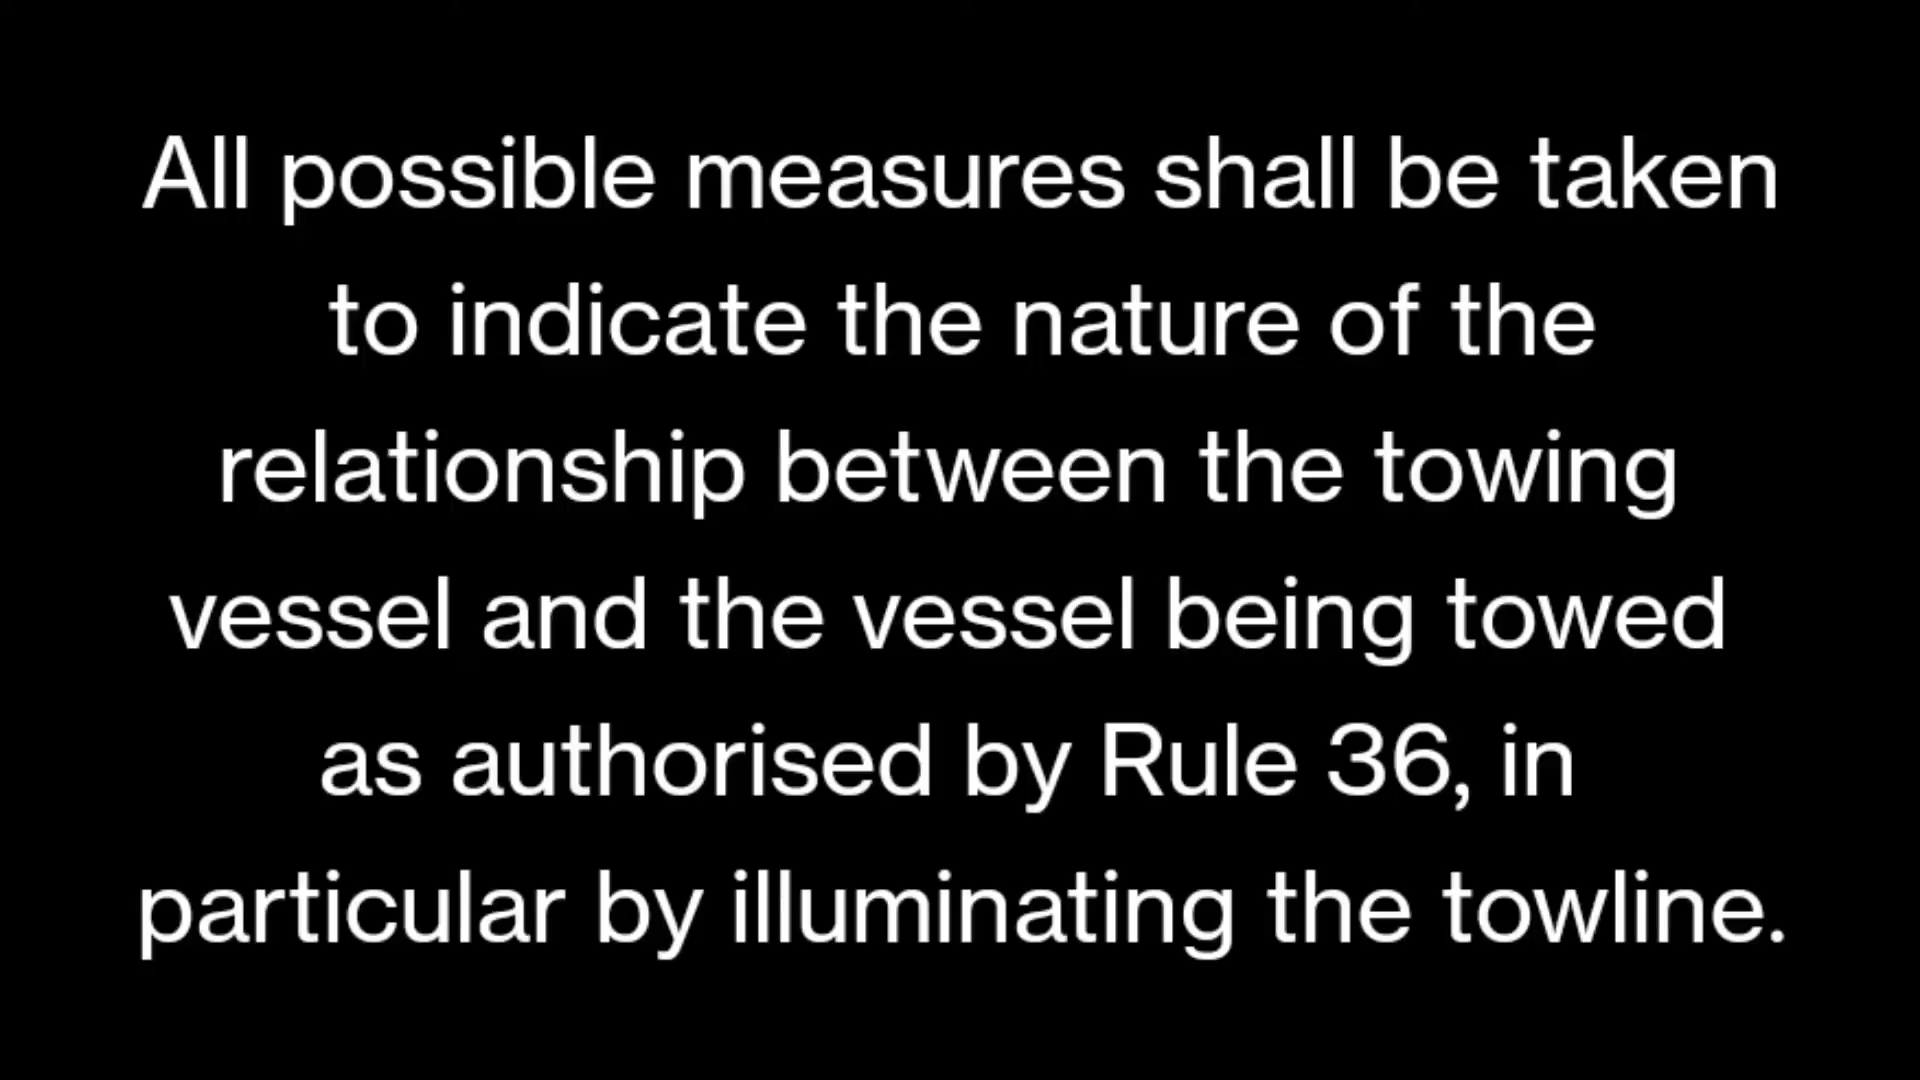 All possible measures shall be taken
to indicate the nature of the
relationship between the towing
vessel and the vessel being towed
as authorised by Rule 36, in
particular by illuminating the towline.